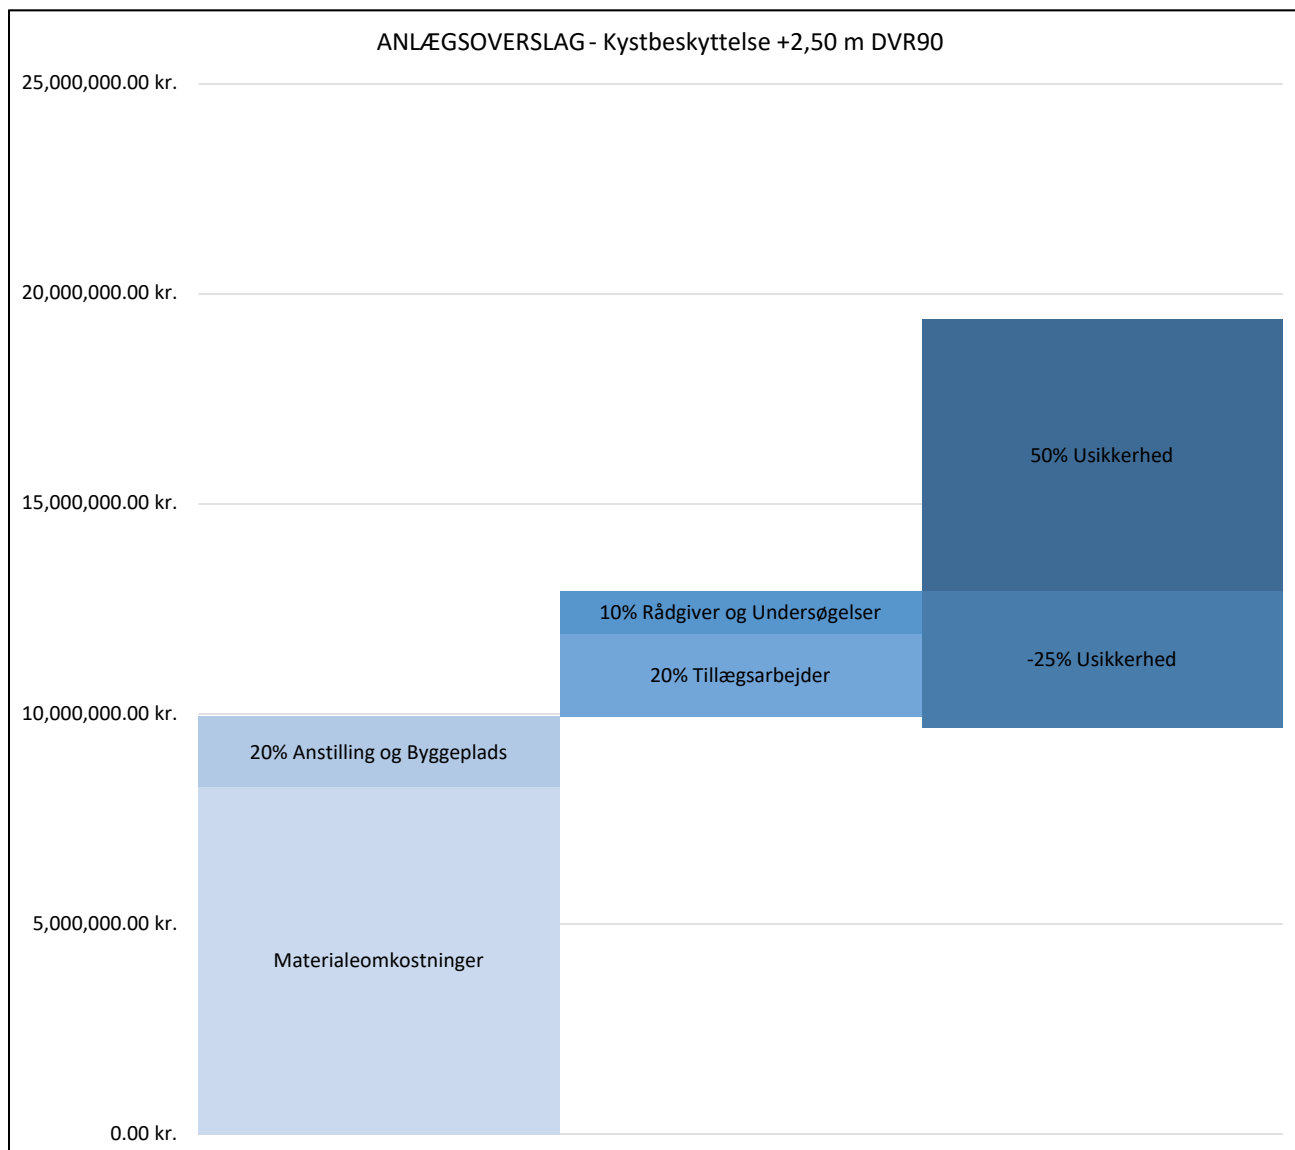 ANLÆGSOVERSLAG - Kystbeskyttelse +2,50 m DVR90
25,000,000.00 kr.
20,000,000.00 kr.
50% Usikkerhed
15,000,000.00 kr.
10% Rådgiver og Undersøgelser
-25% Usikkerhed
20% Tillægsarbejder
10,000,000.00 kr.
20% Anstilling og Byggeplads
5,000,000.00 kr.
Materialeomkostninger
0.00 kr.